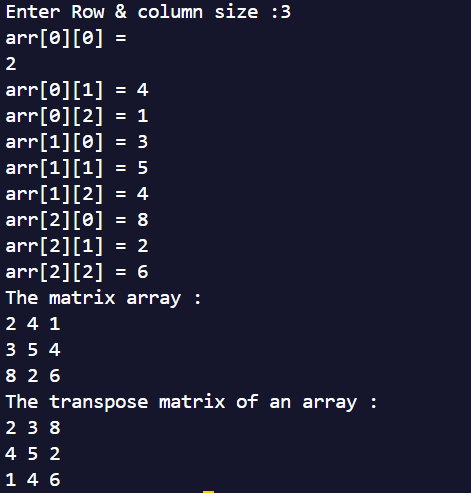 Enter Row & column size :3
arr[0][0] =
2
arr[0][1] = 4
arr[0][2] = 1
arr[1][0] = 3
arr[1][1] = 5
arr[1][2] = 4
arr[2][0] = 8
arr[2][1] = 2
arr[2][2] = 6
The matrix array :
2 4 1
3 5 4
8 2 6
The transpose matrix of an array :
2 3 8
4 5 2
1 4 6